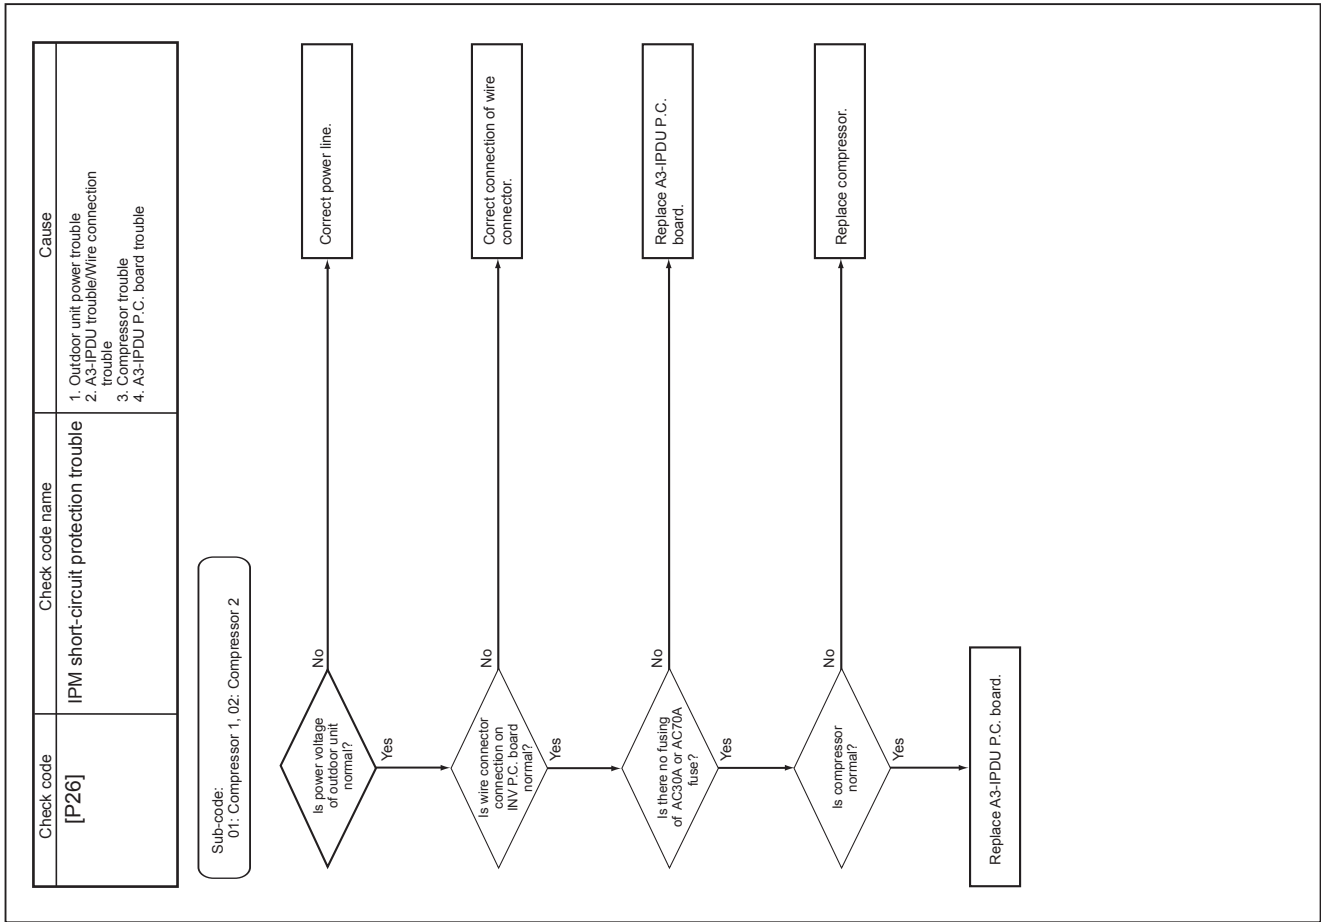 Check code
Check code name
Cause
[P26]
IPM short-circuit protection trouble
1. Outdoor unit power trouble
2. A3-IPDU trouble/Wire connection
trouble
3. Compressor trouble
4. A3-IPDU P.C. board trouble
Sub-code:
01: Compressor 1, 02: Compressor 2
Is power voltage
of outdoor unit
normal?
No
Correct power line.
Yes
Is wire connector
connection on
INV P.C. board
normal?
No
Correct connection of wire
connector.
Yes
Is there no fusing
of AC30A or AC70A
fuse?
No
Replace A3-IPDU P.C.
board.
Yes
Is compressor
normal?
No
Replace compressor.
Yes
Replace A3-IPDU P.C. board.